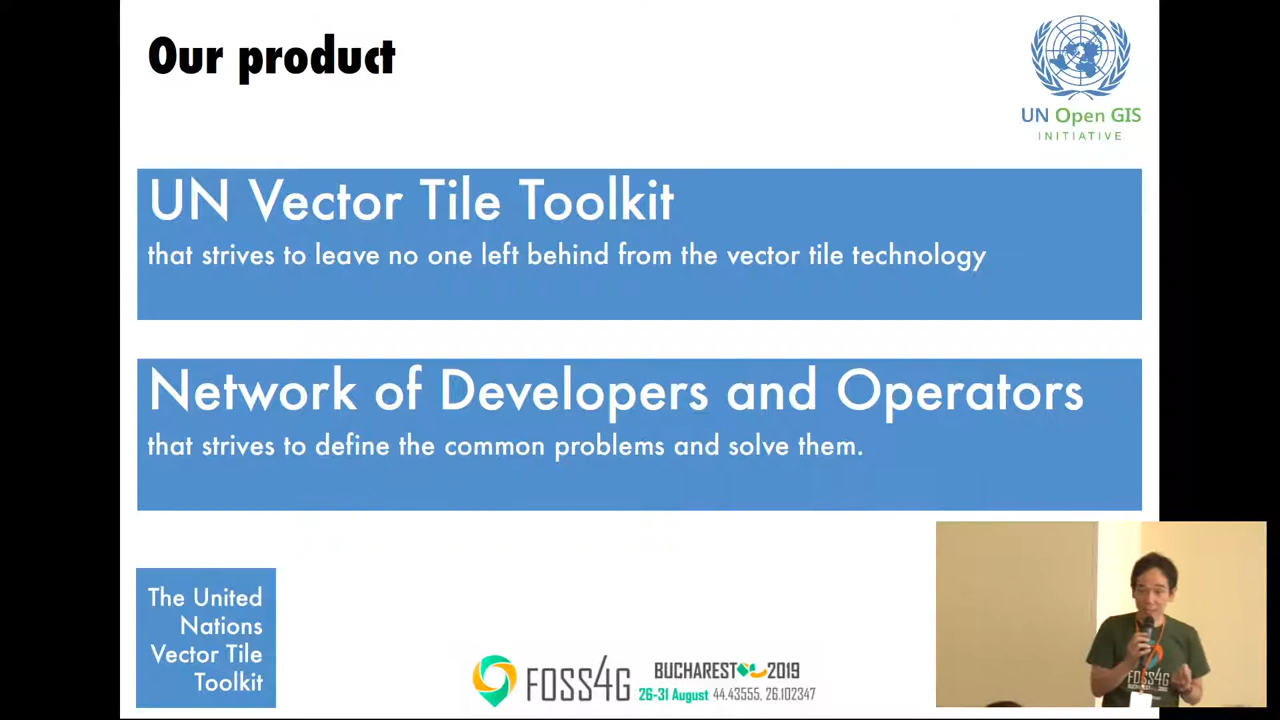 Our product
UN Open GIS
INITIATIVE
UN Vector Tile Toolkit
that strives to leave no one left behind from the vector tile technology
Network of Developers and Operators
that strives to define the common problems and solve them.
The United
Nations
Vector Tile
Toolkit
FOSS4G
BUCHAREST 2019
26-31 August 44.43555, 26.102347
FOSS4G